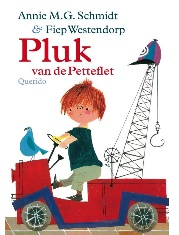 Annie M.G. Schmidt
& Fiep Westendorp
Pluk
van de Petteflet
Querido